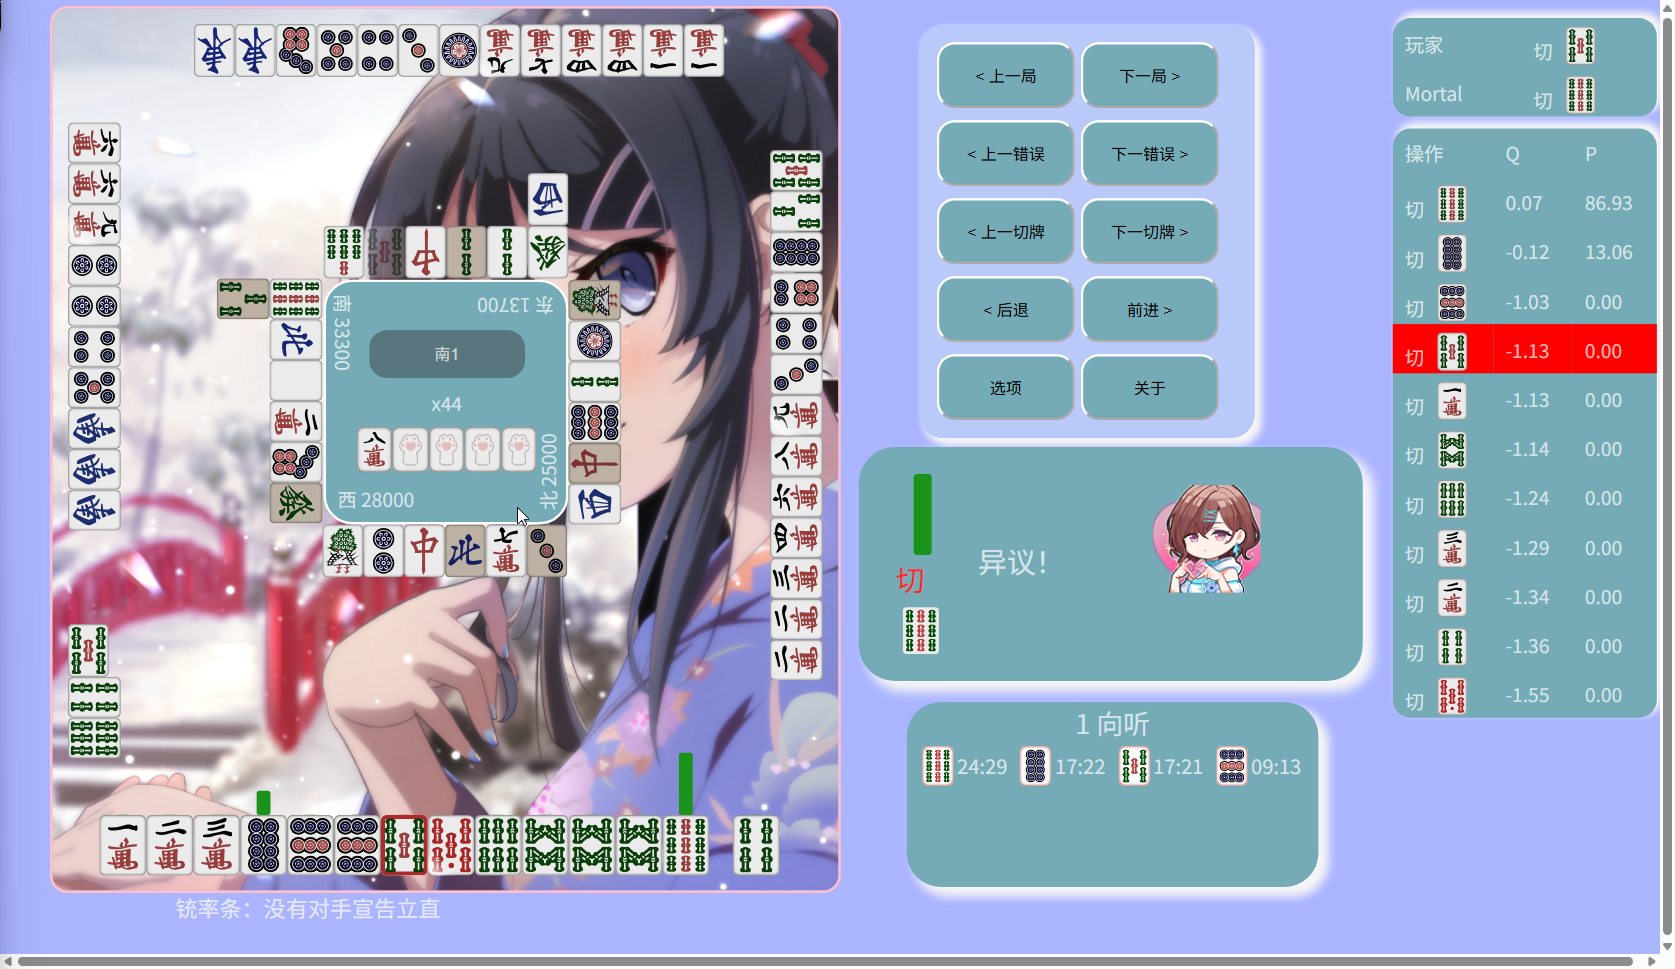 < 上一局
下一局 >
< 上一错误
下一错误 >
< 上一切牌
下一切牌 >
< 后退
前进 >
选项
关于
玩家 切
Mortal 切
操作 Q P
切 0.07 86.93
切 -0.12 13.06
切 -1.03 0.00
切 -1.13 0.00
切 -1.13 0.00
切 -1.14 0.00
切 -1.24 0.00
切 -1.29 0.00
切 -1.34 0.00
切 -1.36 0.00
切 -1.55 0.00
东 13700
南 33300
南1
x44
西 28000
北 25000
切
异议!
1 向听
24:29 17:22 17:21 09:13
铳率条：没有对手宣告立直